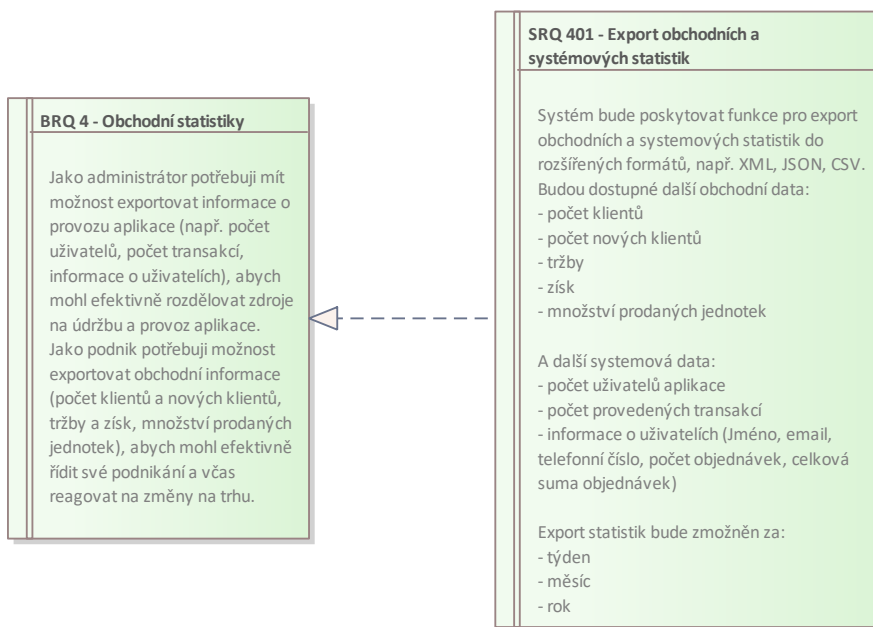 BRQ 4 - Obchodní statistiky
Jako administrátor potřebuji mít
možnost exportovat informace o
provozu aplikace (např. počet
uživatelů, počet transakcí,
informace o uživatelích), abych
mohl efektivně rozdělovat zdroje
na údržbu a provoz aplikace.
Jako podnik potřebuji možnost
exportovat obchodní informace
(počet klientů a nových klientů,
tržby a zisk, množství prodaných
jednotek), abych mohl efektivně
řídit své podnikání a včas
reagovat na změny na trhu.
SRQ 401 - Export obchodních a
systémových statistik
Systém bude poskytovat funkce pro export
obchodních a systemových statistik do
rozšířených formátů, např. XML, JSON, CSV.
Budou dostupné další obchodní data:
- počet klientů
- počet nových klientů
- tržby
- zisk
- množství prodaných jednotek
A další systemová data:
- počet uživatelů aplikace
- počet provedených transakcí
- informace o uživatelích (Jméno, email,
telefonní číslo, počet objednávek, celková
suma objednávek)
Export statistik bude zmožněn za:
- týden
- měsíc
- rok